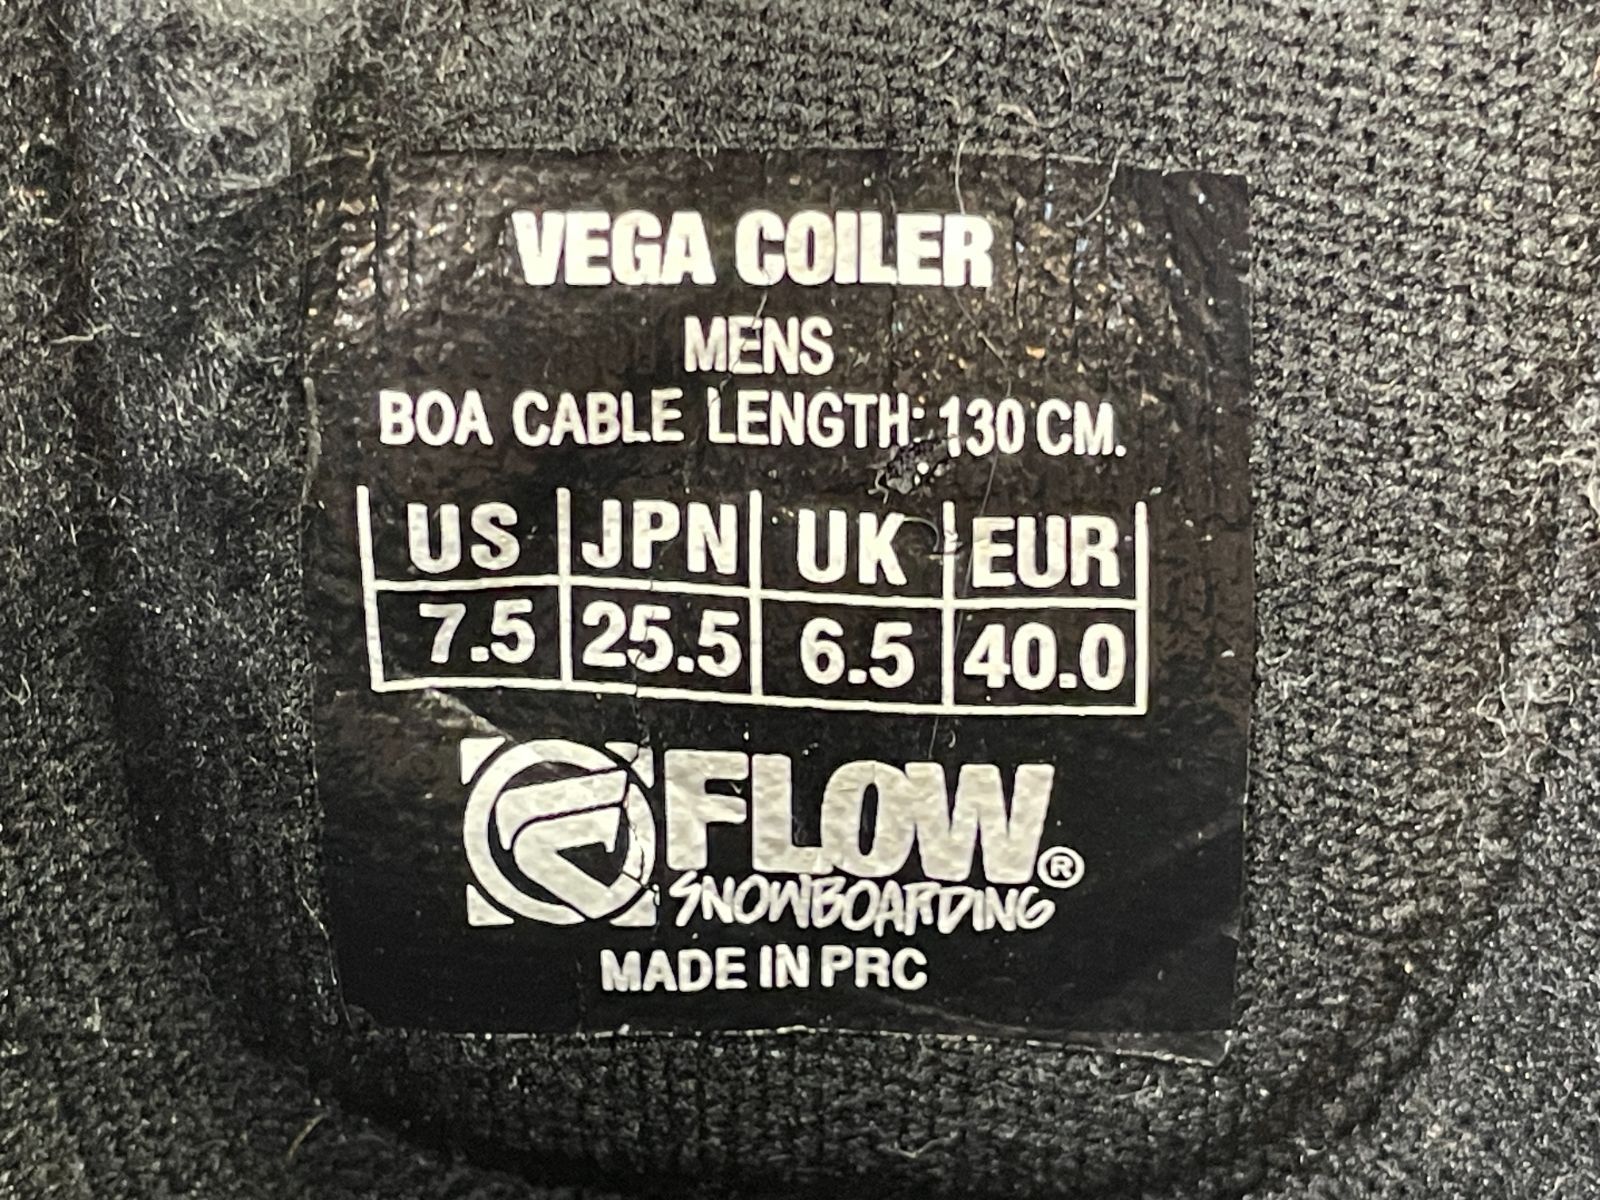 VEGA COILER
MENS
BOA CABLE LENGTH: 130 CM.
US JPN UK EUR
7.5 25.5 6.5 40.0
FLOW®
SNOWBOARDING
MADE IN PRC